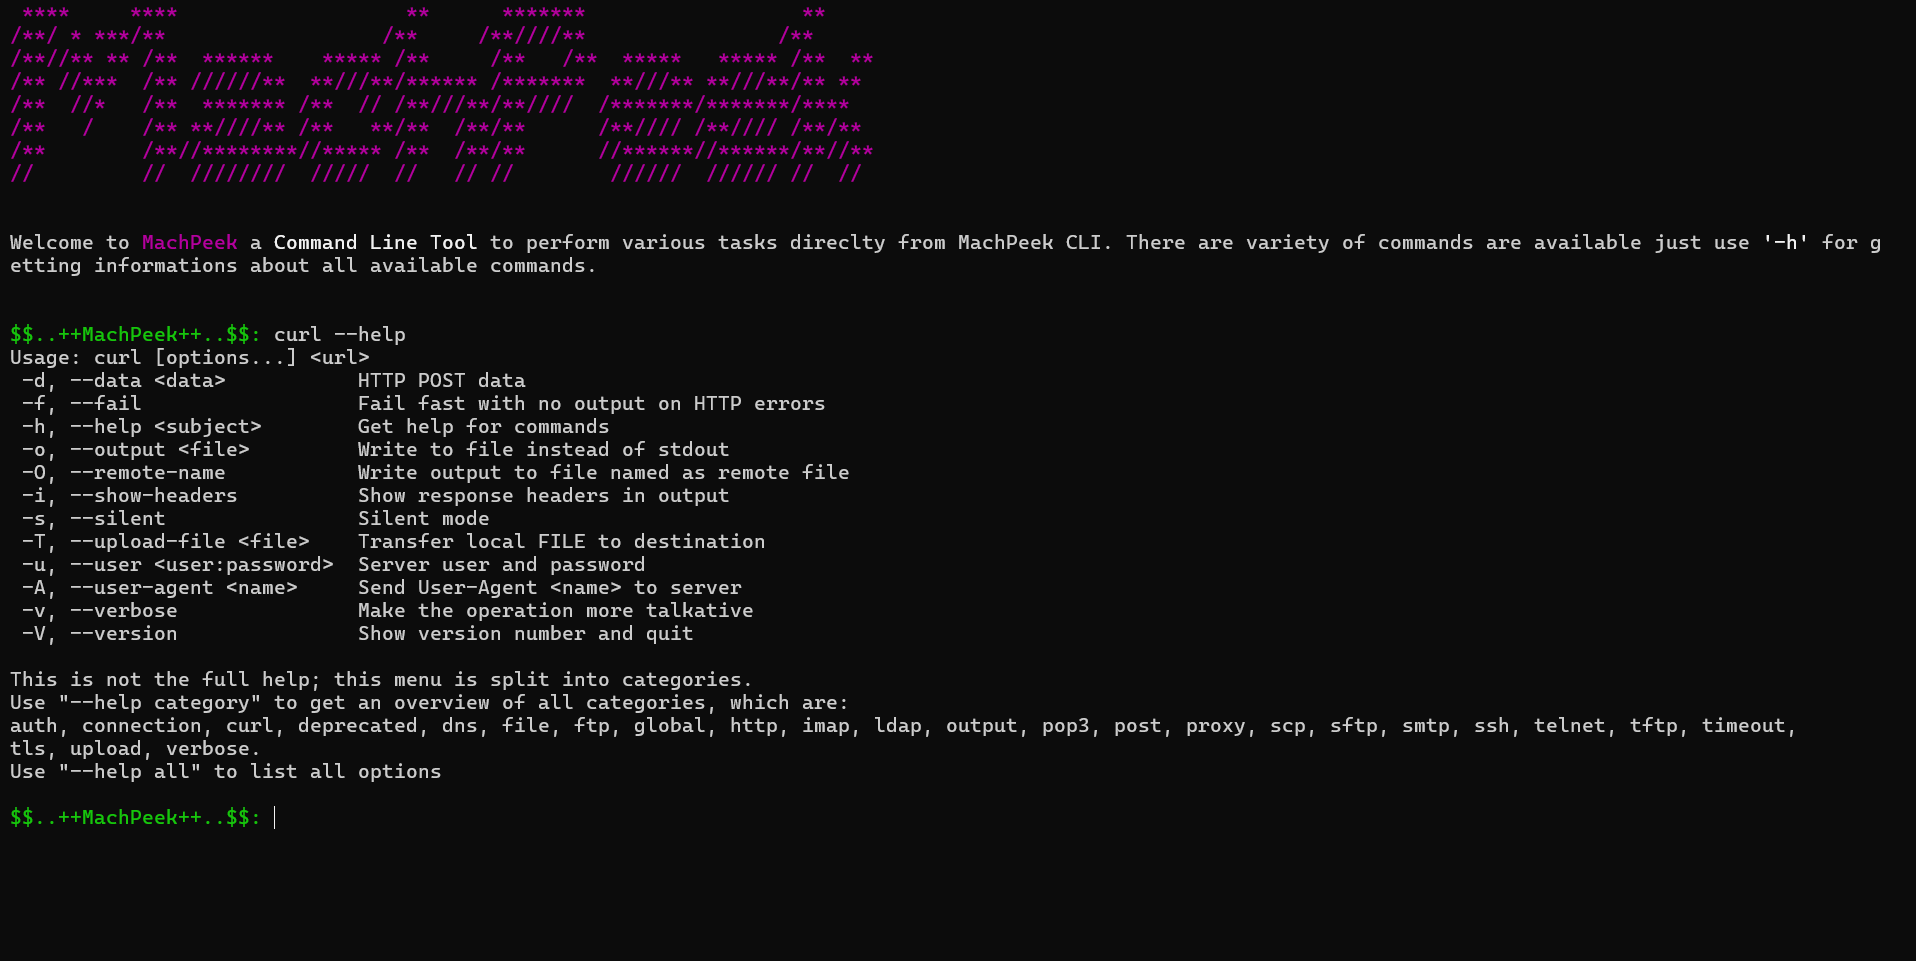 ****     ****                   **      *******                  **
/**/ * ***/**                  /**     /**////**                /**
/**//** ** /**  ******    ***** /**     /**   /**  *****   ***** /**  **
/** //***  /** //////**  **///**/****** /*******  **///** **///**/** **
/**  //*   /**  ******* /**  // /**///**/**////  /*******/*******/****
/**   /    /** **////** /**   **/**  /**/**      /**//// /**//// /**/**
/**        /**//********//***** /**  /**/**      //******//******/**//**
//         //  ////////  /////  //   // //        //////  ////// //  //
Welcome to MachPeek a Command Line Tool to perform various tasks direclty from MachPeek CLI. There are variety of commands are available just use '-h' for g
etting informations about all available commands.
$$..++MachPeek++..$$: curl --help
Usage: curl [options...] <url>
 -d, --data <data>           HTTP POST data
 -f, --fail                  Fail fast with no output on HTTP errors
 -h, --help <subject>        Get help for commands
 -o, --output <file>         Write to file instead of stdout
 -O, --remote-name           Write output to file named as remote file
 -i, --show-headers          Show response headers in output
 -s, --silent                Silent mode
 -T, --upload-file <file>    Transfer local FILE to destination
 -u, --user <user:password>  Server user and password
 -A, --user-agent <name>     Send User-Agent <name> to server
 -v, --verbose               Make the operation more talkative
 -V, --version               Show version number and quit
This is not the full help; this menu is split into categories.
Use "--help category" to get an overview of all categories, which are:
auth, connection, curl, deprecated, dns, file, ftp, global, http, imap, ldap, output, pop3, post, proxy, scp, sftp, smtp, ssh, telnet, tftp, timeout,
tls, upload, verbose.
Use "--help all" to list all options
$$..++MachPeek++..$$: